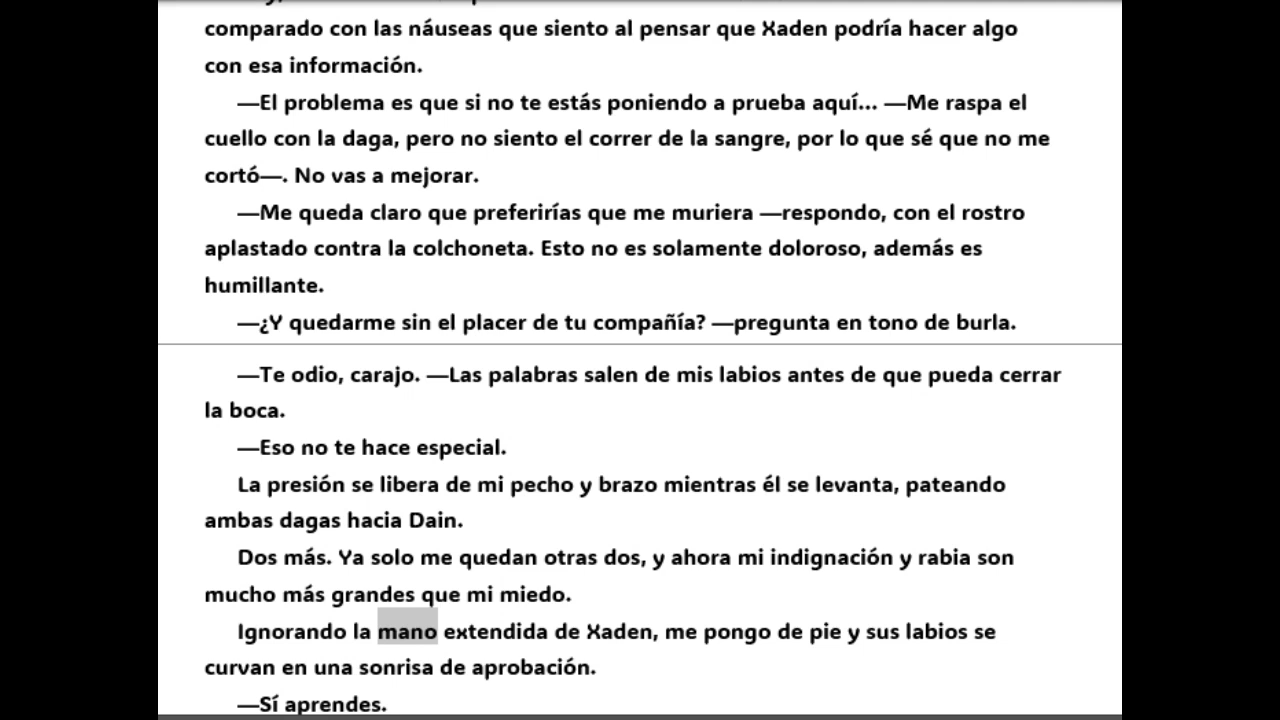 comparado con las náuseas que siento al pensar que Xaden podría hacer algo
con esa información.
—El problema es que si no te estás poniendo a prueba aquí... —Me raspa el
cuello con la daga, pero no siento el correr de la sangre, por lo que sé que no me
cortó—. No vas a mejorar.
—Me queda claro que preferirías que me muriera —respondo, con el rostro
aplastado contra la colchoneta. Esto no es solamente doloroso, además es
humillante.
—¿Y quedarme sin el placer de tu compañía? —pregunta en tono de burla.
—Te odio, carajo. —Las palabras salen de mis labios antes de que pueda cerrar
la boca.
—Eso no te hace especial.
La presión se libera de mi pecho y brazo mientras él se levanta, pateando
ambas dagas hacia Dain.
Dos más. Ya solo me quedan otras dos, y ahora mi indignación y rabia son
mucho más grandes que mi miedo.
Ignorando la mano extendida de Xaden, me pongo de pie y sus labios se
curvan en una sonrisa de aprobación.
—Sí aprendes.